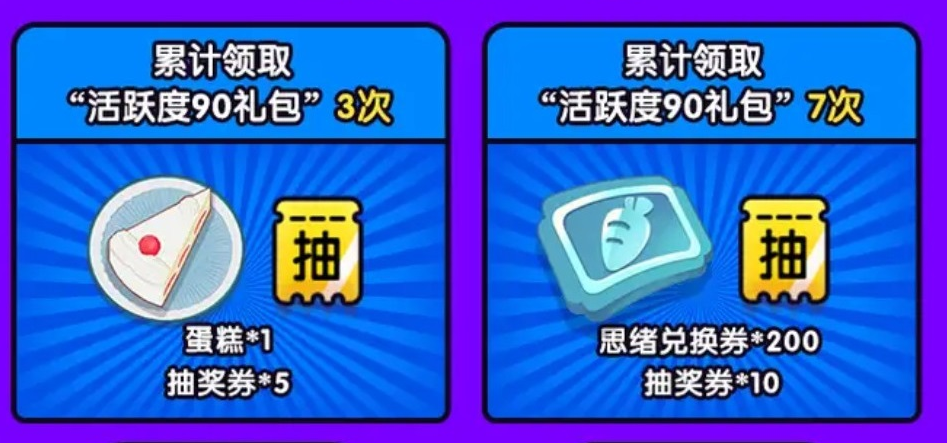 累计领取
“活跃度90礼包”3次
抽
蛋糕*1
抽奖券*5
累计领取
“活跃度90礼包”7次
抽
思绪兑换券*200
抽奖券*10